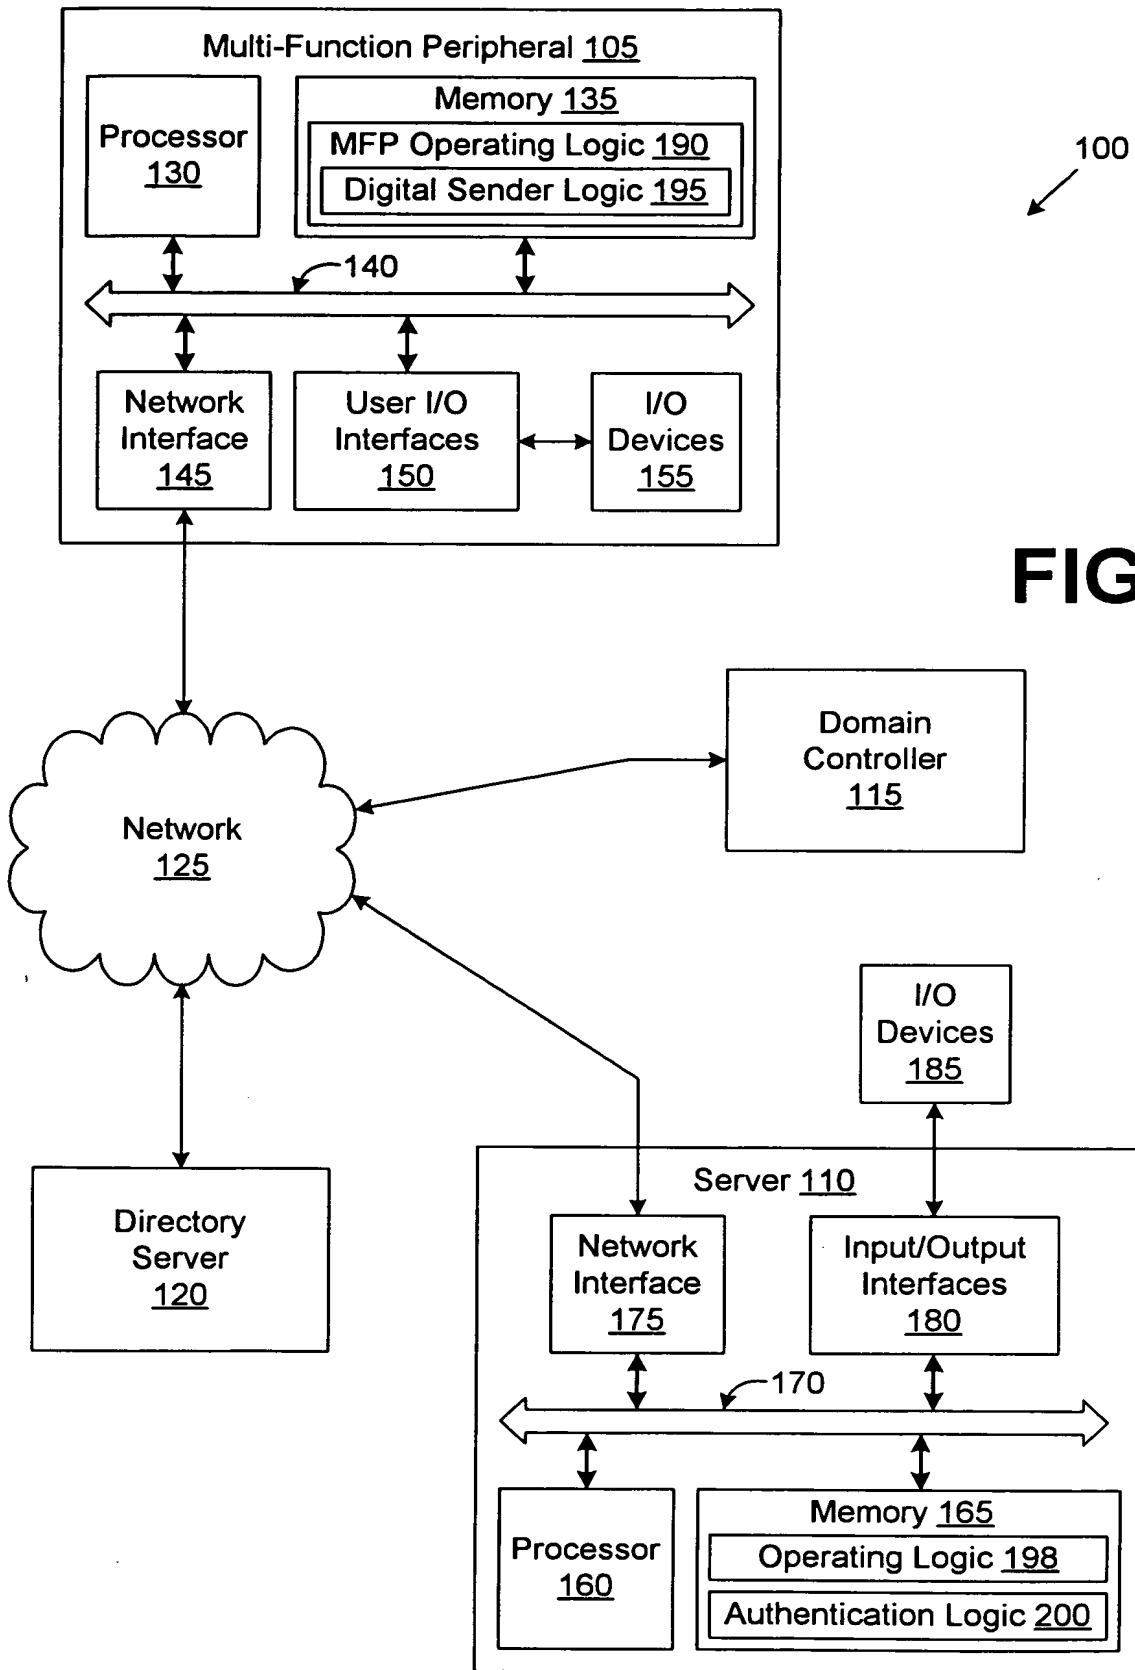 Multi-Function Peripheral 105
Processor
130
Memory 135
MFP Operating Logic 190
Digital Sender Logic 195
100
140
Network
Interface
145
User I/O
Interfaces
150
I/O
Devices
155
FIG
Domain
Controller
115
Network
125
I/O
Devices
185
Directory
Server
120
Server 110
Network
Interface
175
Input/Output
Interfaces
180
170
Processor
160
Memory 165
Operating Logic 198
Authentication Logic 200